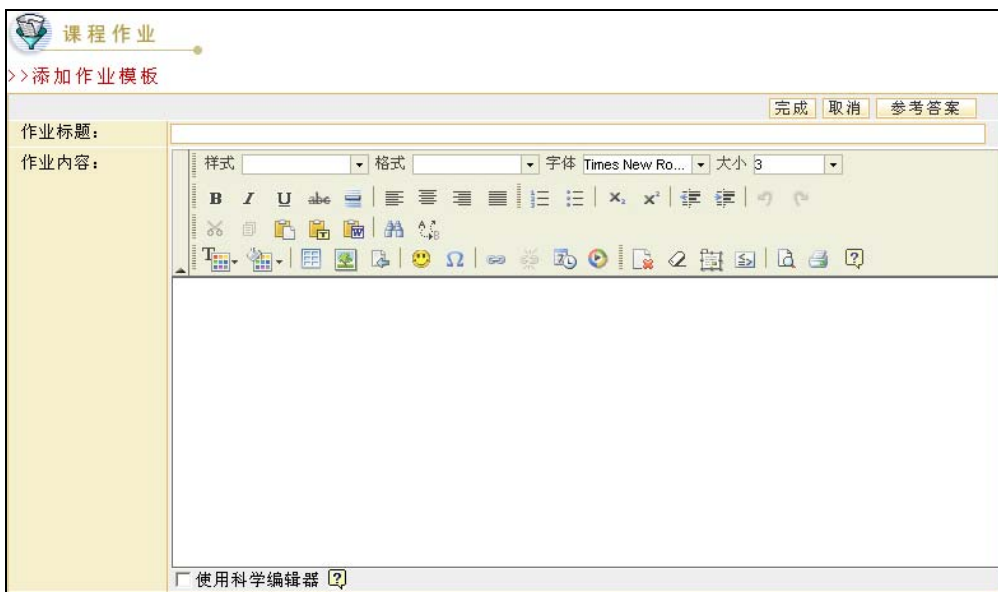 课程作业
>>添加作业模板
完成 取消 参考答案
作业标题：
作业内容： 样式 格式 字体 Times New Ro... 大小 3
使用科学编辑器